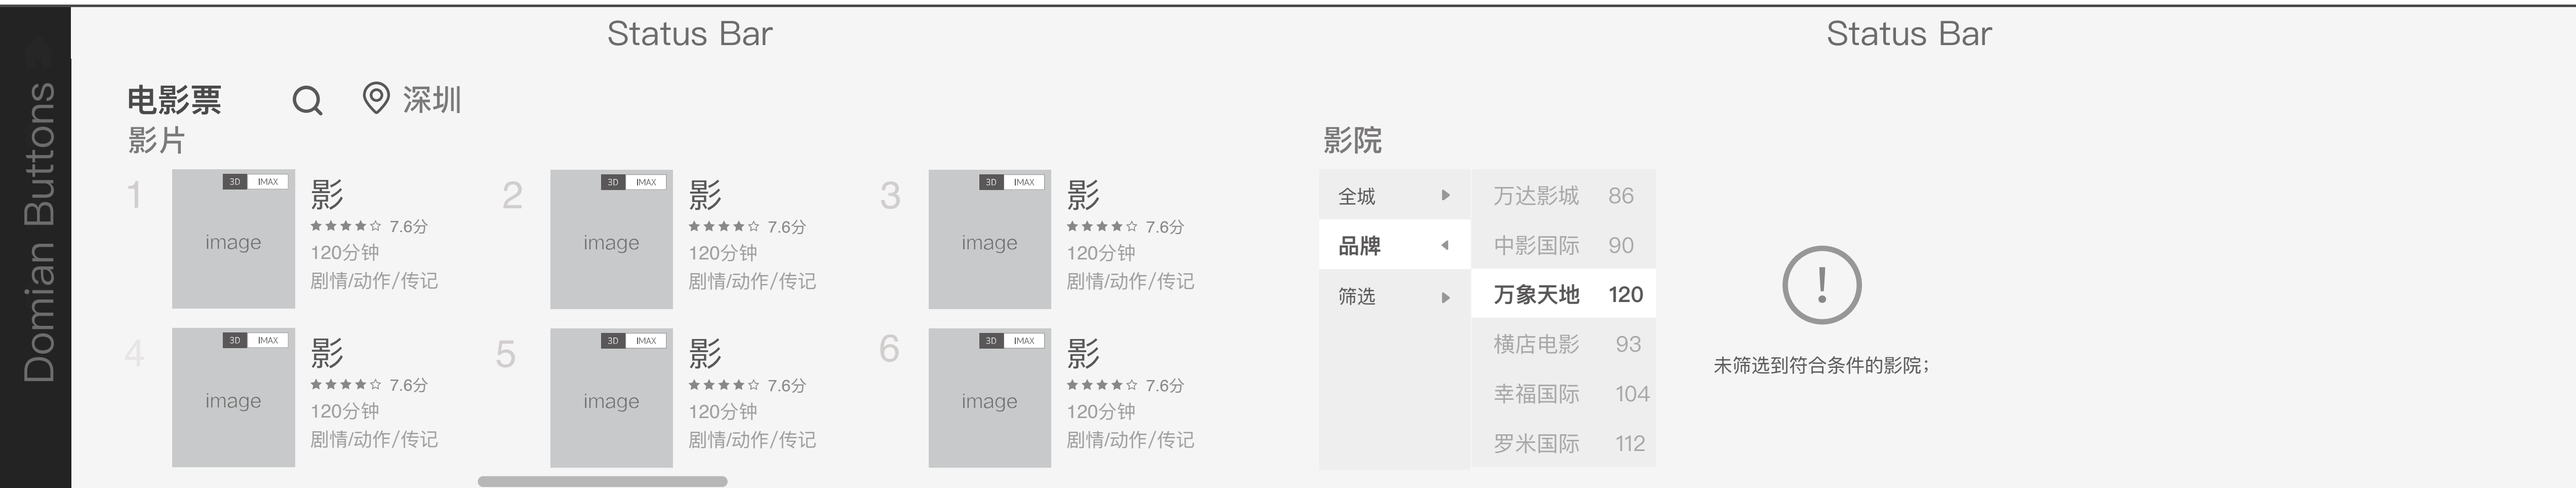 Status Bar
Status Bar
Domian Buttons
电影票
深圳
影片
1
3D IMAX
image
影
7.6分
120分钟
剧情/动作/传记
2
3D IMAX
image
影
7.6分
120分钟
剧情/动作/传记
3
3D IMAX
image
影
7.6分
120分钟
剧情/动作/传记
4
3D IMAX
image
影
7.6分
120分钟
剧情/动作/传记
5
3D IMAX
image
影
7.6分
120分钟
剧情/动作/传记
6
3D IMAX
image
影
7.6分
120分钟
剧情/动作/传记
影院
全城
品牌
筛选
万达影城 86
中影国际 90
万象天地 120
横店电影 93
幸福国际 104
罗米国际 112
!
未筛选到符合条件的影院；